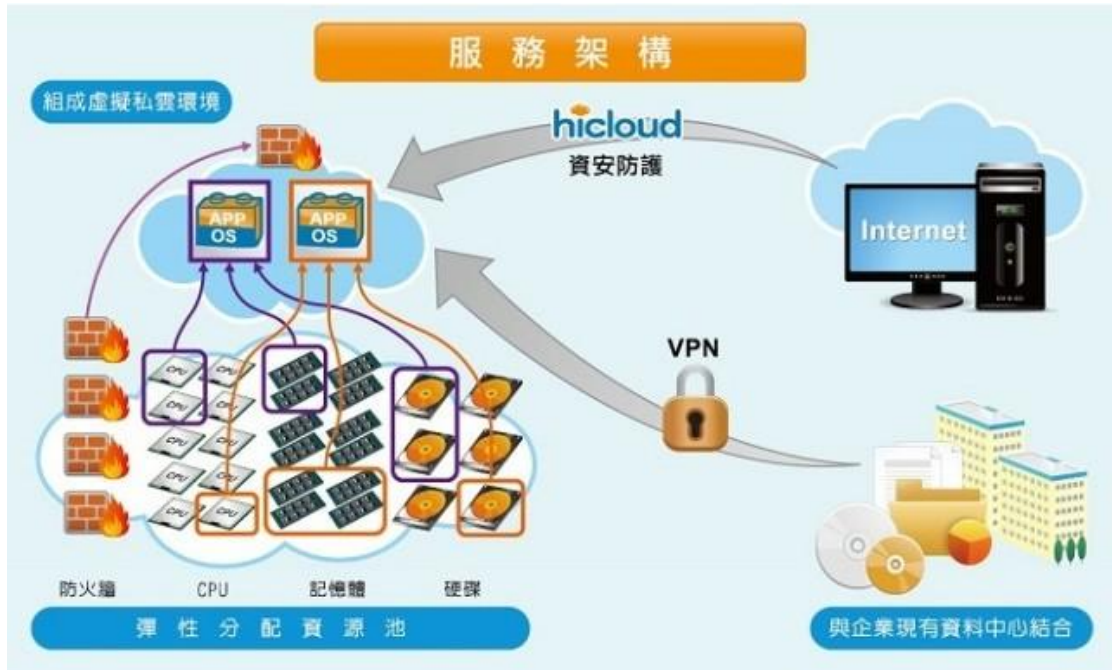 服務架構
組成虛擬私雲環境
hicloud
資安防護
APP
OS
APP
OS
Internet
VPN
CPU
CPU
CPU
CPU
CPU
CPU
CPU
CPU
CPU
CPU
防火牆
CPU
記憶體
硬碟
彈性分配資源池
與企業現有資料中心結合